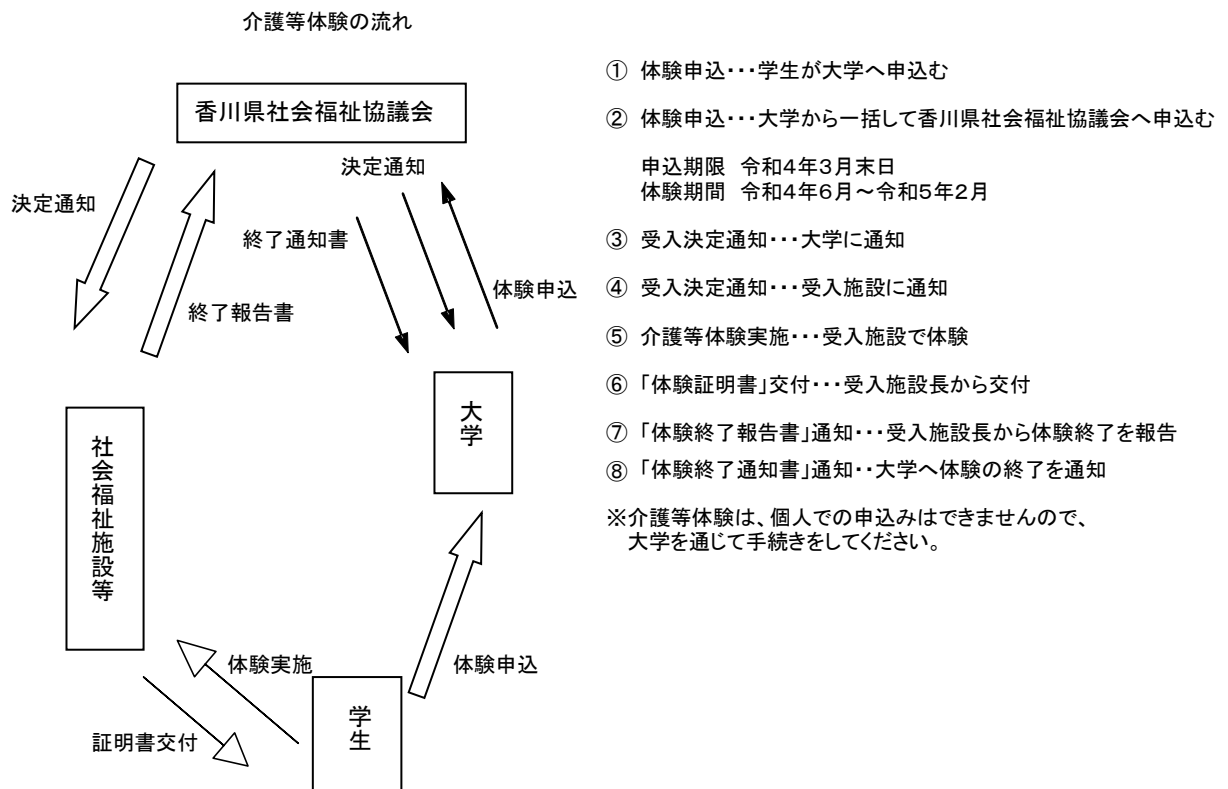 介護等体験の流れ
香川県社会福祉協議会
決定通知
決定通知
終了通知書
終了報告書
体験申込
大学
社会福祉施設等
体験実施
体験申込
学生
証明書交付
① 体験申込・・・学生が大学へ申込む
② 体験申込・・・大学から一括して香川県社会福祉協議会へ申込む
申込期限 令和4年3月末日
体験期間 令和4年6月～令和5年2月
③ 受入決定通知・・・大学に通知
④ 受入決定通知・・・受入施設に通知
⑤ 介護等体験実施・・・受入施設で体験
⑥ 「体験証明書」交付・・・受入施設長から交付
⑦ 「体験終了報告書」通知・・・受入施設長から体験終了を報告
⑧ 「体験終了通知書」通知・・大学へ体験の終了を通知
※介護等体験は、個人での申込みはできませんので、
大学を通じて手続きをしてください。